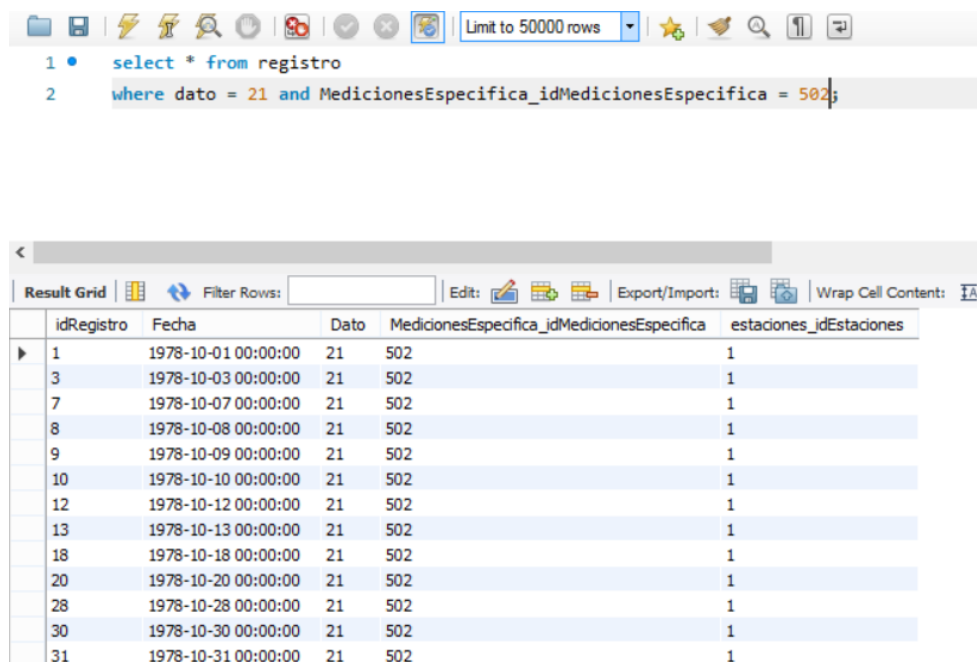 Limit to 50000 rows
1 select * from registro
2 where dato = 21 and MedicionesEspecifica_idMedicionesEspecifica = 502;
Result Grid Filter Rows: Edit: Export/Import: Wrap Cell Content:
idRegistro Fecha Dato MedicionesEspecifica_idMedicionesEspecifica estaciones_idEstaciones
1 1978-10-01 00:00:00 21 502 1
3 1978-10-03 00:00:00 21 502 1
7 1978-10-07 00:00:00 21 502 1
8 1978-10-08 00:00:00 21 502 1
9 1978-10-09 00:00:00 21 502 1
10 1978-10-10 00:00:00 21 502 1
12 1978-10-12 00:00:00 21 502 1
13 1978-10-13 00:00:00 21 502 1
18 1978-10-18 00:00:00 21 502 1
20 1978-10-20 00:00:00 21 502 1
28 1978-10-28 00:00:00 21 502 1
30 1978-10-30 00:00:00 21 502 1
31 1978-10-31 00:00:00 21 502 1